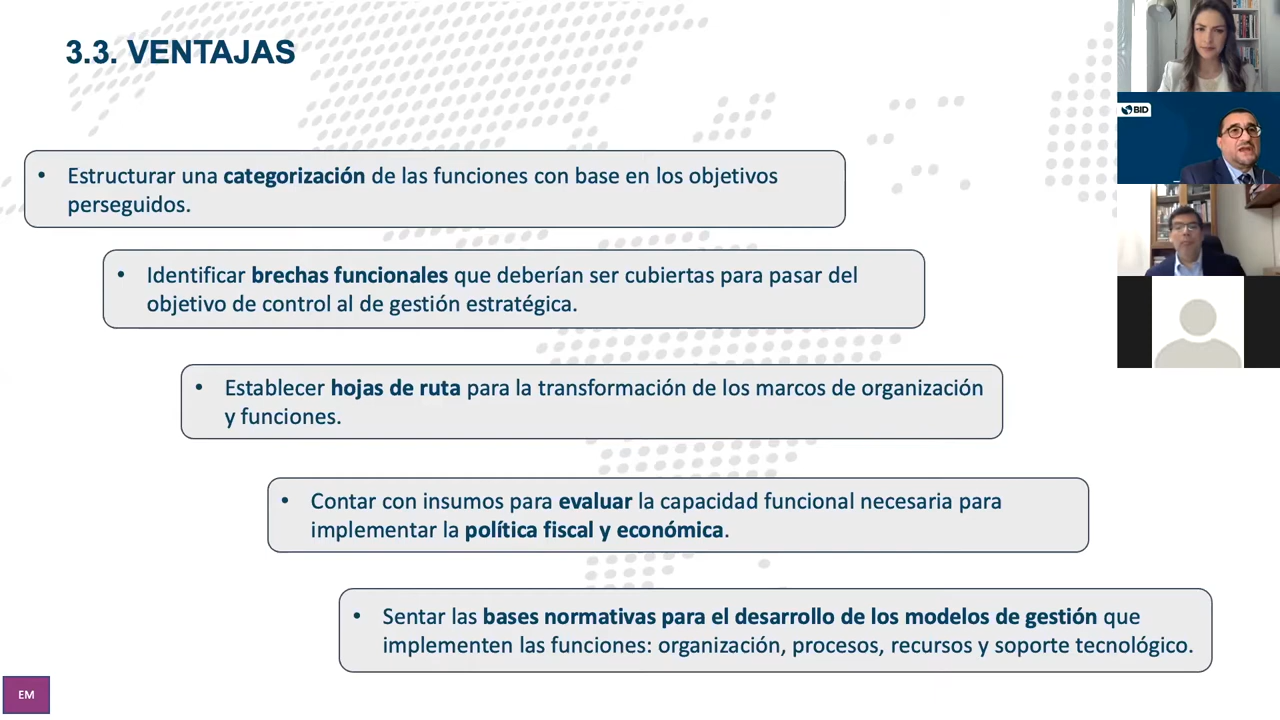 3.3. VENTAJAS
BID
• Estructurar una categorización de las funciones con base en los objetivos
perseguidos.
• Identificar brechas funcionales que deberían ser cubiertas para pasar del
objetivo de control al de gestión estratégica.
• Establecer hojas de ruta para la transformación de los marcos de organización
y funciones.
• Contar con insumos para evaluar la capacidad funcional necesaria para
implementar la política fiscal y económica.
• Sentar las bases normativas para el desarrollo de los modelos de gestión que
implementen las funciones: organización, procesos, recursos y soporte tecnológico.
EM